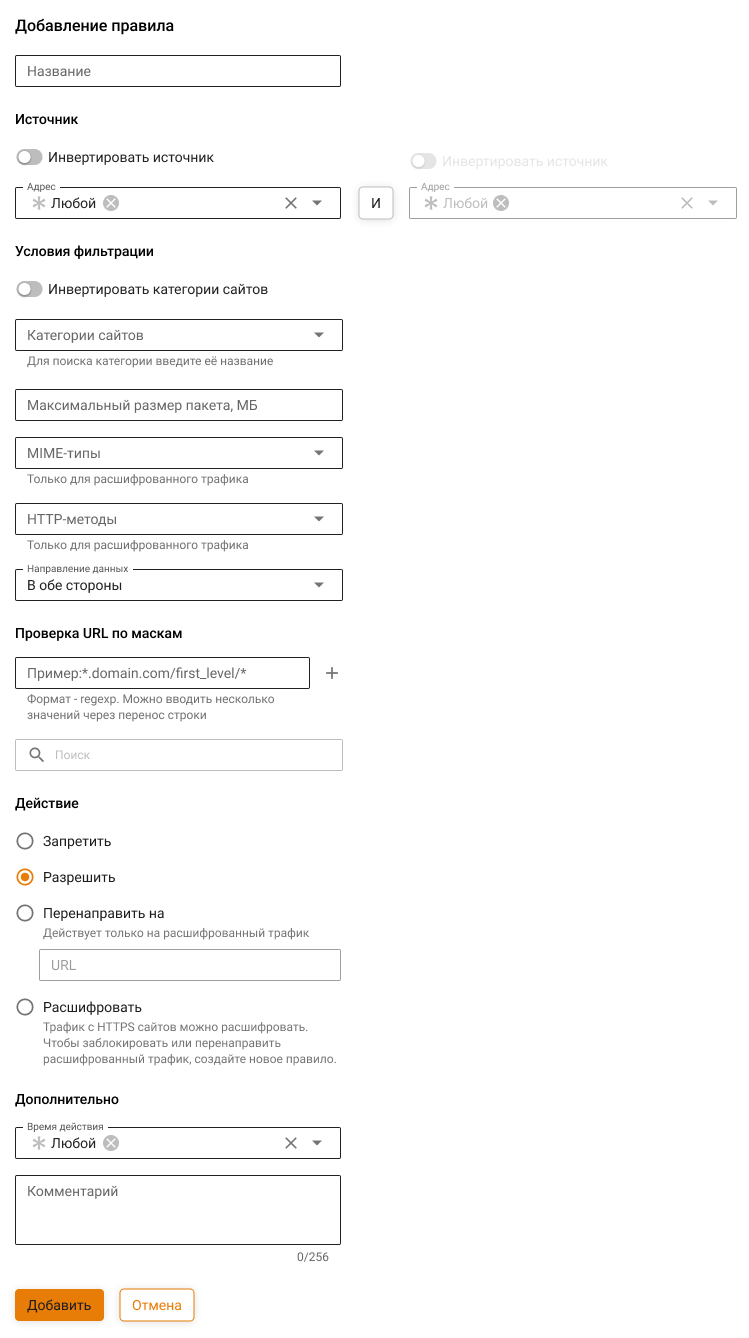 Добавление правила
Название
Источник
Инвертировать источник
Инвертировать источник
Адрес
Любой
И
Адрес
Любой
Условия фильтрации
Инвертировать категории сайтов
Категории сайтов
Для поиска категории введите её название
Максимальный размер пакета, МБ
MIME-типы
Только для расшифрованного трафика
HTTP-методы
Только для расшифрованного трафика
Направление данных
В обе стороны
Проверка URL по маскам
Пример:*.domain.com/first_level/*
Формат - regexp. Можно вводить несколько
значений через перенос строки
Поиск
Действие
Запретить
Разрешить
Перенаправить на
Действует только на расшифрованный трафик
URL
Расшифровать
Трафик с HTTPS сайтов можно расшифровать.
Чтобы заблокировать или перенаправить
расшифрованный трафик, создайте новое правило.
Дополнительно
Время действия
Любой
Комментарий
0/256
Добавить
Отмена